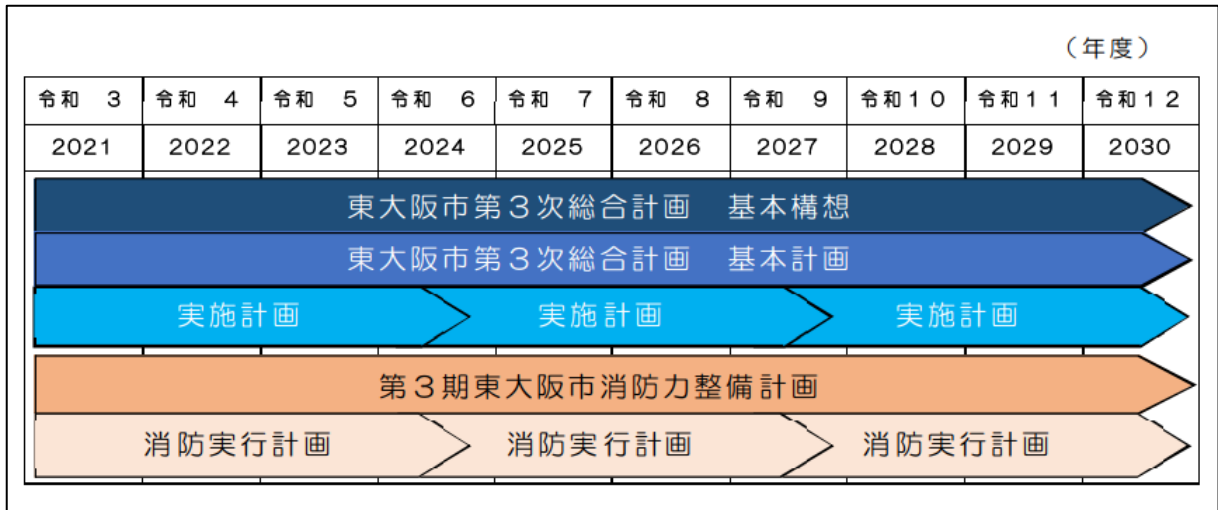 （年度）
令和　3 令和　4 令和　5 令和　6 令和　7 令和　8 令和　9 令和１０ 令和１１ 令和１２
2021 2022 2023 2024 2025 2026 2027 2028 2029 2030
東大阪市第３次総合計画　基本構想
東大阪市第３次総合計画　基本計画
実施計画 実施計画 実施計画
第３期東大阪市消防力整備計画
消防実行計画 消防実行計画 消防実行計画